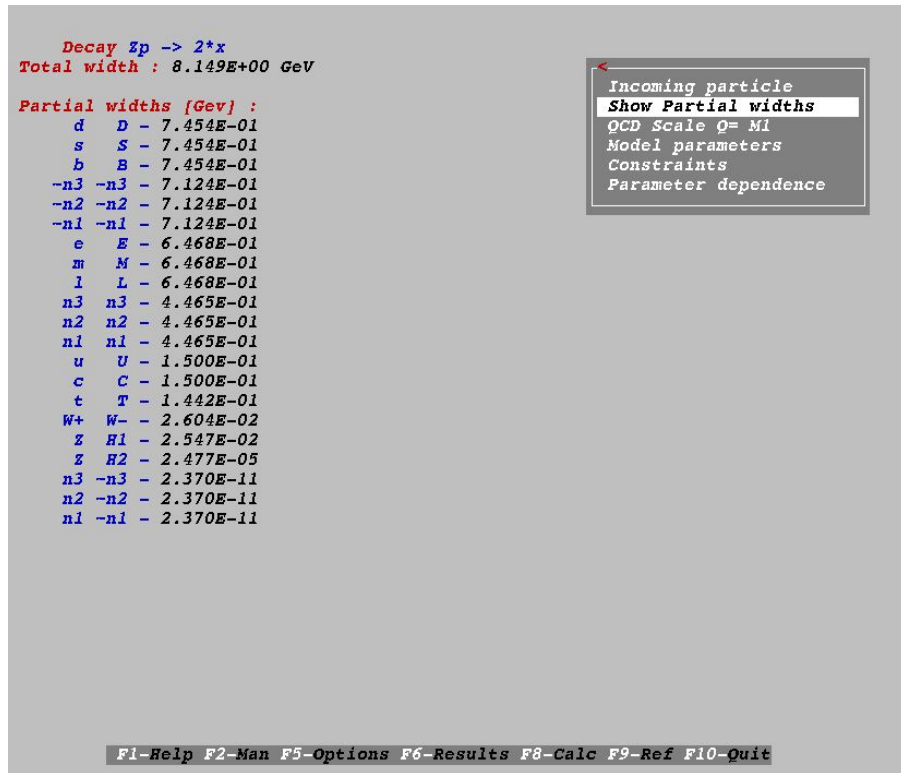 Decay Zp -> 2*x
Total width : 8.149E+00 GeV
Partial widths [Gev] :
d D - 7.454E-01
s S - 7.454E-01
b B - 7.454E-01
~n3 ~n3 - 7.124E-01
~n2 ~n2 - 7.124E-01
~n1 ~n1 - 7.124E-01
e E - 6.468E-01
m M - 6.468E-01
l L - 6.468E-01
n3 n3 - 4.465E-01
n2 n2 - 4.465E-01
n1 n1 - 4.465E-01
u U - 1.500E-01
c C - 1.500E-01
t T - 1.442E-01
W+ W- - 2.604E-02
Z H1 - 2.547E-02
Z H2 - 2.477E-05
n3 ~n3 - 2.370E-11
n2 ~n2 - 2.370E-11
n1 ~n1 - 2.370E-11
<
Incoming particle
Show Partial widths
QCD Scale Q= M1
Model parameters
Constraints
Parameter dependence
F1-Help F2-Man F5-Options F6-Results F8-Calc F9-Ref F10-Quit